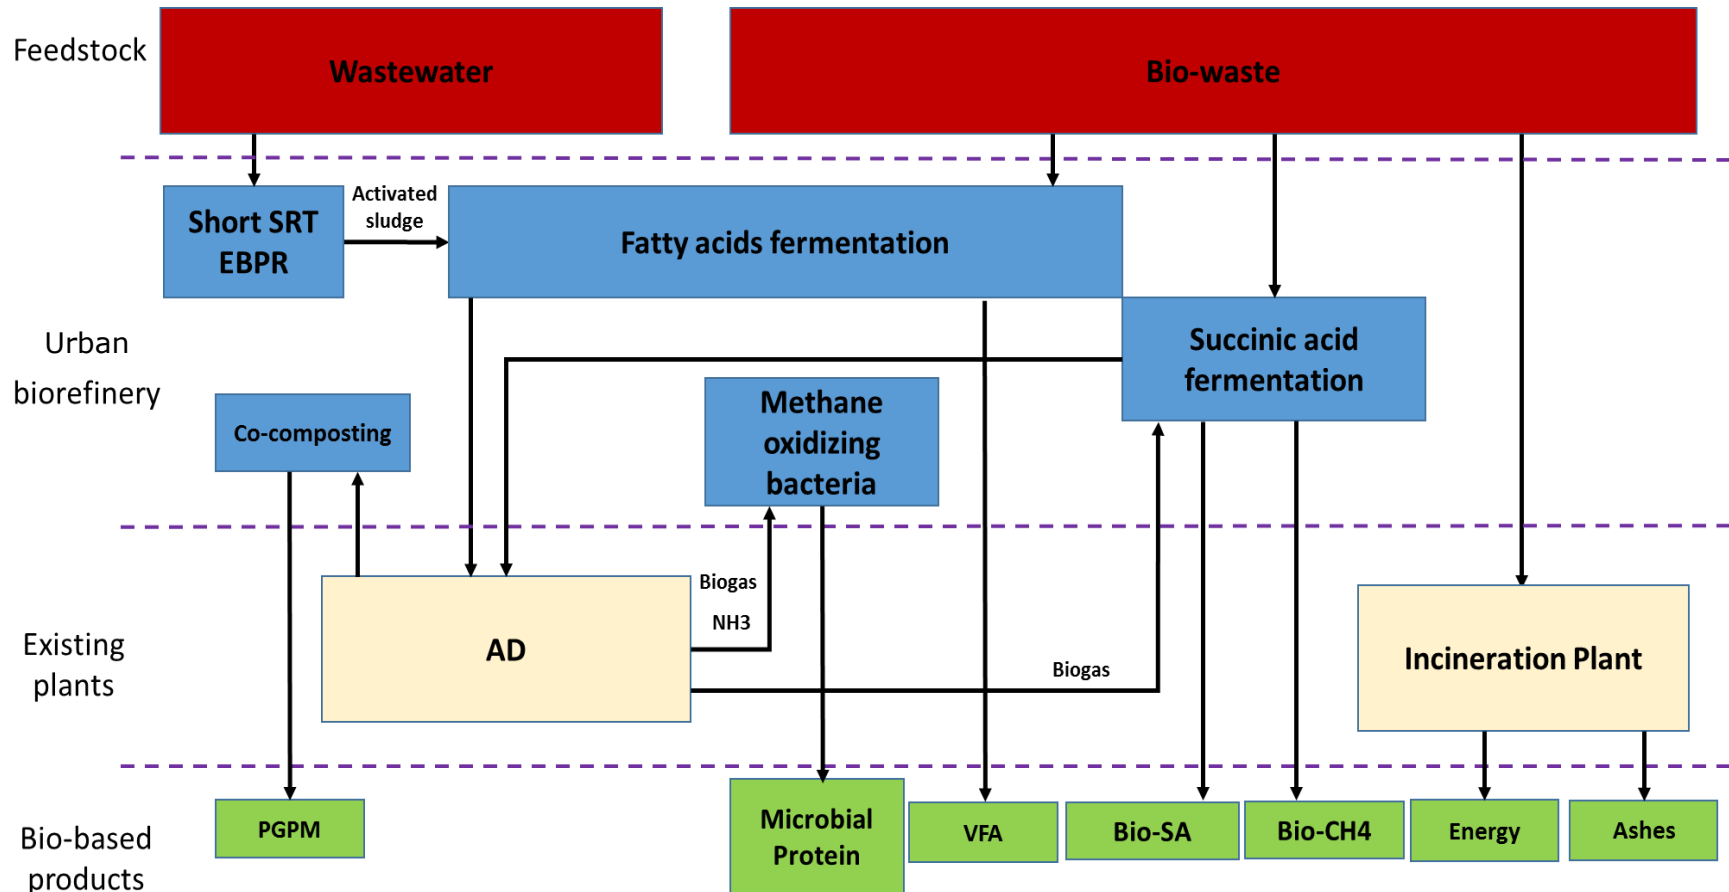 Feedstock
Wastewater
Bio-waste
Activated
sludge
Short SRT
EBPR
Fatty acids fermentation
Urban
biorefinery
Succinic acid
fermentation
Methane
oxidizing
bacteria
Co-composting
Biogas
NH3
AD
Biogas
Existing
plants
Incineration Plant
Bio-based
products
PGPM
Microbial
Protein
VFA
Bio-SA
Bio-CH4
Energy
Ashes